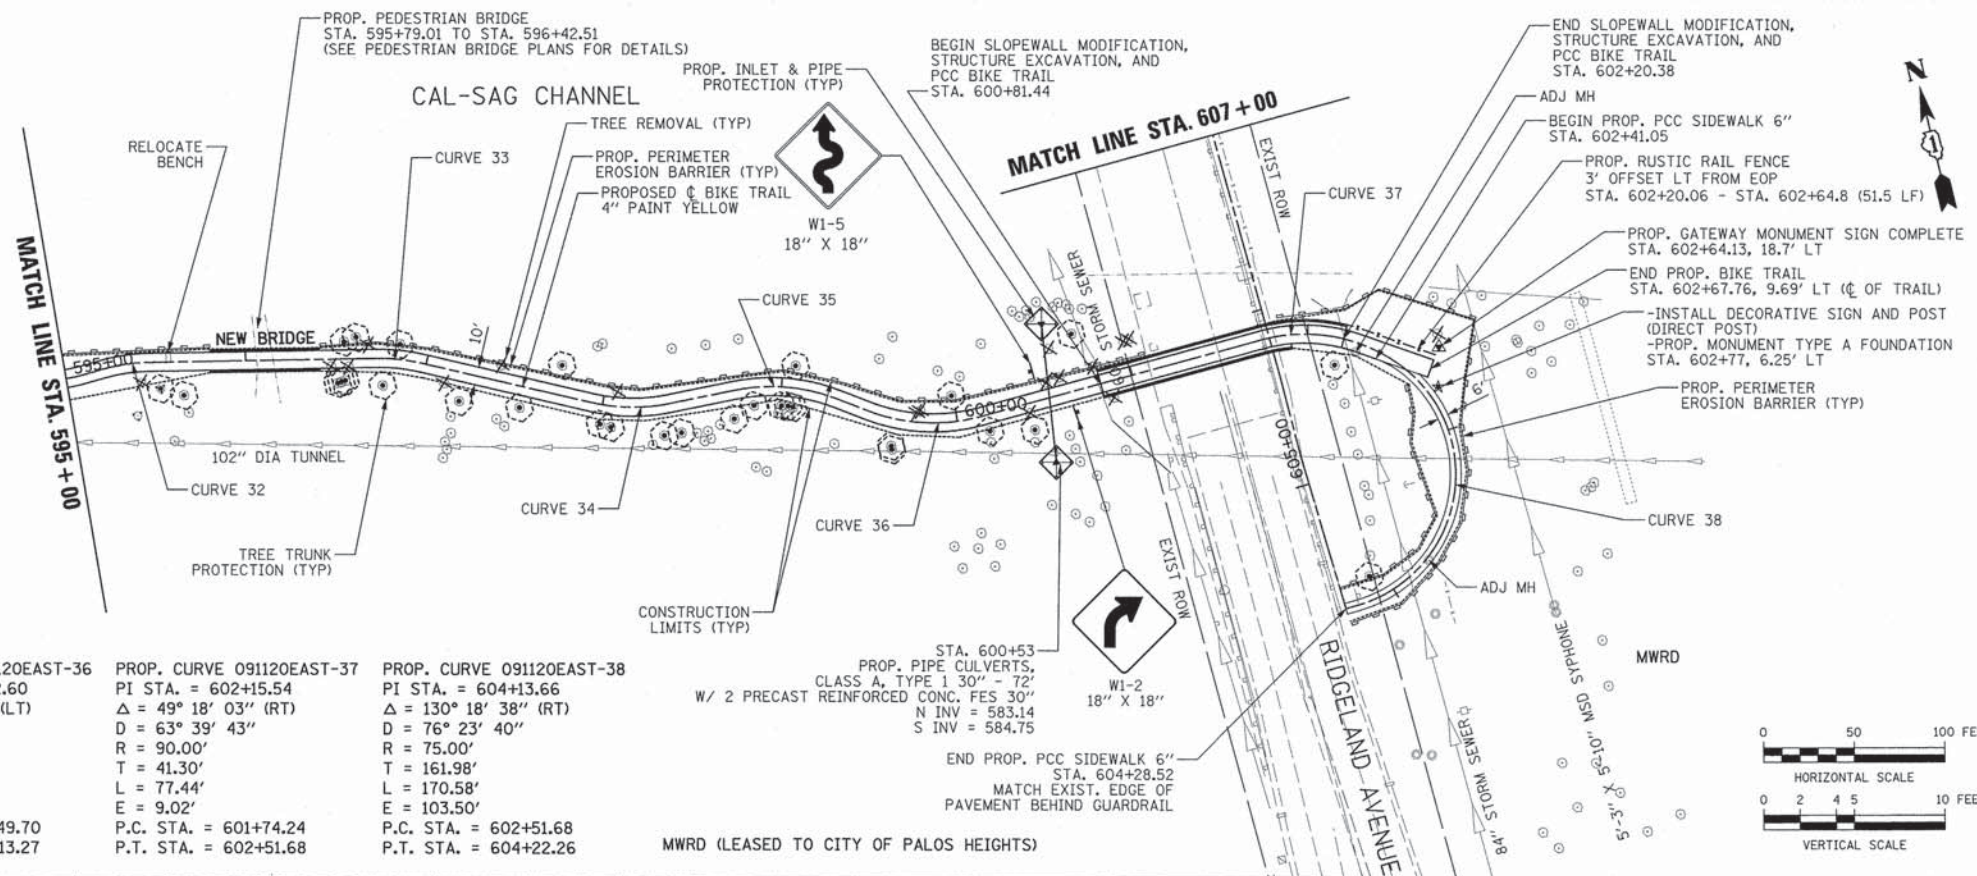 PROP. PEDESTRIAN BRIDGE
STA. 595+79.01 TO STA. 596+42.51
(SEE PEDESTRIAN BRIDGE PLANS FOR DETAILS)
CAL-SAG CHANNEL
PROP. INLET & PIPE
PROTECTION (TYP)
BEGIN SLOPEWALL MODIFICATION,
STRUCTURE EXCAVATION, AND
PCC BIKE TRAIL
STA. 600+81.44
END SLOPEWALL MODIFICATION,
STRUCTURE EXCAVATION, AND
PCC BIKE TRAIL
STA. 602+20.38
N
1
ADJ MH
BEGIN PROP. PCC SIDEWALK 6"
STA. 602+41.05
PROP. RUSTIC RAIL FENCE
3' OFFSET LT FROM EOP
STA. 602+20.06 - STA. 602+64.8 (51.5 LF)
PROP. GATEWAY MONUMENT SIGN COMPLETE
STA. 602+64.13, 18.7' LT
END PROP. BIKE TRAIL
STA. 602+67.76, 9.69' LT (℄ OF TRAIL)
-INSTALL DECORATIVE SIGN AND POST
(DIRECT POST)
-PROP. MONUMENT TYPE A FOUNDATION
STA. 602+77, 6.25' LT
PROP. PERIMETER
EROSION BARRIER (TYP)
MATCH LINE STA. 607+00
EXIST ROW
CURVE 37
RELOCATE
BENCH
CURVE 33
TREE REMOVAL (TYP)
PROP. PERIMETER
EROSION BARRIER (TYP)
PROPOSED ℄ BIKE TRAIL
4" PAINT YELLOW
W1-5
18" X 18"
MATCH LINE STA. 595+00
595+00
NEW BRIDGE
10'
CURVE 35
STORM SEWER
600+00
605+00
6'
102" DIA TUNNEL
CURVE 32
CURVE 34
CURVE 36
CURVE 38
TREE TRUNK
PROTECTION (TYP)
CONSTRUCTION
LIMITS (TYP)
EXIST ROW
ADJ MH
STA. 600+53
PROP. PIPE CULVERTS,
CLASS A, TYPE 1 30" - 72'
W/ 2 PRECAST REINFORCED CONC. FES 30"
N INV = 583.14
S INV = 584.75
W1-2
18" X 18"
END PROP. PCC SIDEWALK 6"
STA. 604+28.52
MATCH EXIST. EDGE OF
PAVEMENT BEHIND GUARDRAIL
RIDGELAND AVENUE
84" STORM SEWER
5'-3" X 5'-10" MSD SYPHONE
MWRD
MWRD (LEASED TO CITY OF PALOS HEIGHTS)
20EAST-36
.60
(LT)
49.70
13.27
PROP. CURVE 091120EAST-37
PI STA. = 602+15.54
Δ = 49° 18' 03" (RT)
D = 63° 39' 43"
R = 90.00'
T = 41.30'
L = 77.44'
E = 9.02'
P.C. STA. = 601+74.24
P.T. STA. = 602+51.68
PROP. CURVE 091120EAST-38
PI STA. = 604+13.66
Δ = 130° 18' 38" (RT)
D = 76° 23' 40"
R = 75.00'
T = 161.98'
L = 170.58'
E = 103.50'
P.C. STA. = 602+51.68
P.T. STA. = 604+22.26
0 50 100 FE
HORIZONTAL SCALE
0 2 4 5 10 FEE
VERTICAL SCALE